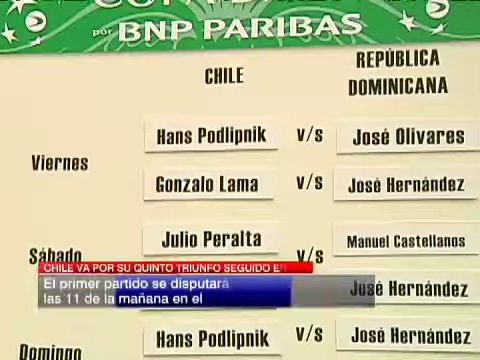 por BNP PARIBAS
CHILE
REPÚBLICA
DOMINICANA
Viernes
Hans Podlipnik v/s José Olivares
Gonzalo Lama v/s José Hernández
Sábado
Julio Peralta v/s Manuel Castellanos
José Hernández
CHILE VA POR SU QUINTO TRIUNFO SEGUIDO
El primer partido se disputará
las 11 de la mañana en el
Domingo
Hans Podlipnik v/s José Hernández